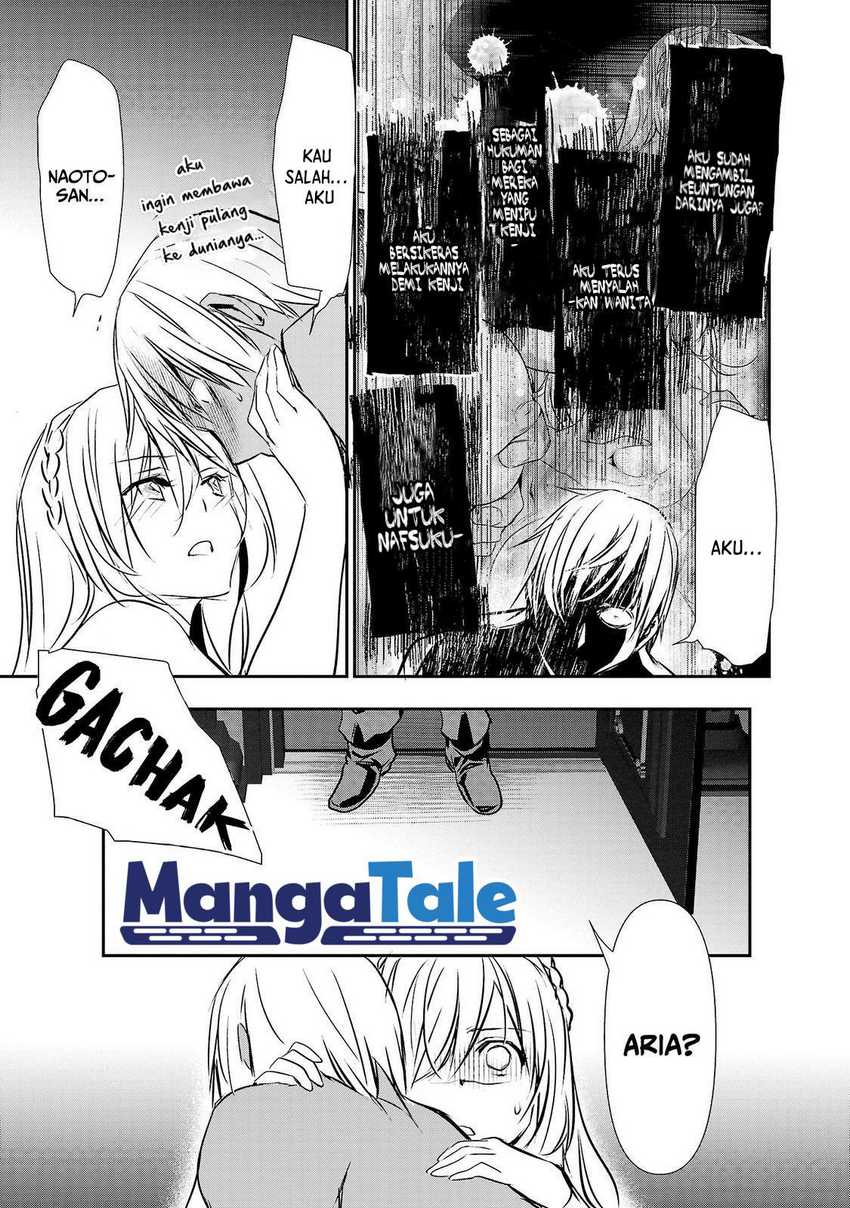 AKU SUDAH
MENGAMBIL
KEUNTUNGAN
DARINYA JUGA?
AKU TERUS
MENYALAH
-KAN WANITA
SEBAGAI
HUKUMAN
BAGI
MEREKA
YANG
MENIPU
KENJI
AKU
BERSIKERAS
MELAKUKANNYA
DEMI KENJI
JUGA
UNTUK
NAFSUKU-
AKU...
KAU
SALAH...
AKU
aku
ingin membawa
kenji pulang
ke dunianya...
NAOTO-
SAN...
GACHAK
MangaTale
ARIA?